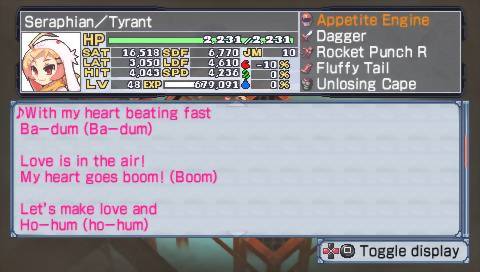 Seraphian／Tyrant
HP 2,231/2,231
SAT 16,518 SDF 6,770 JM 10
LAT 3,050 LDF 4,610 -10%
HIT 4,043 SPD 4,236 0%
LV 48 EXP 679,091 0%
Appetite Engine
Dagger
Rocket Punch R
Fluffy Tail
Unlosing Cape
♪With my heart beating fast
Ba-dum (Ba-dum)
Love is in the air!
My heart goes boom! (Boom)
Let's make love and
Ho-hum (ho-hum)
Toggle display